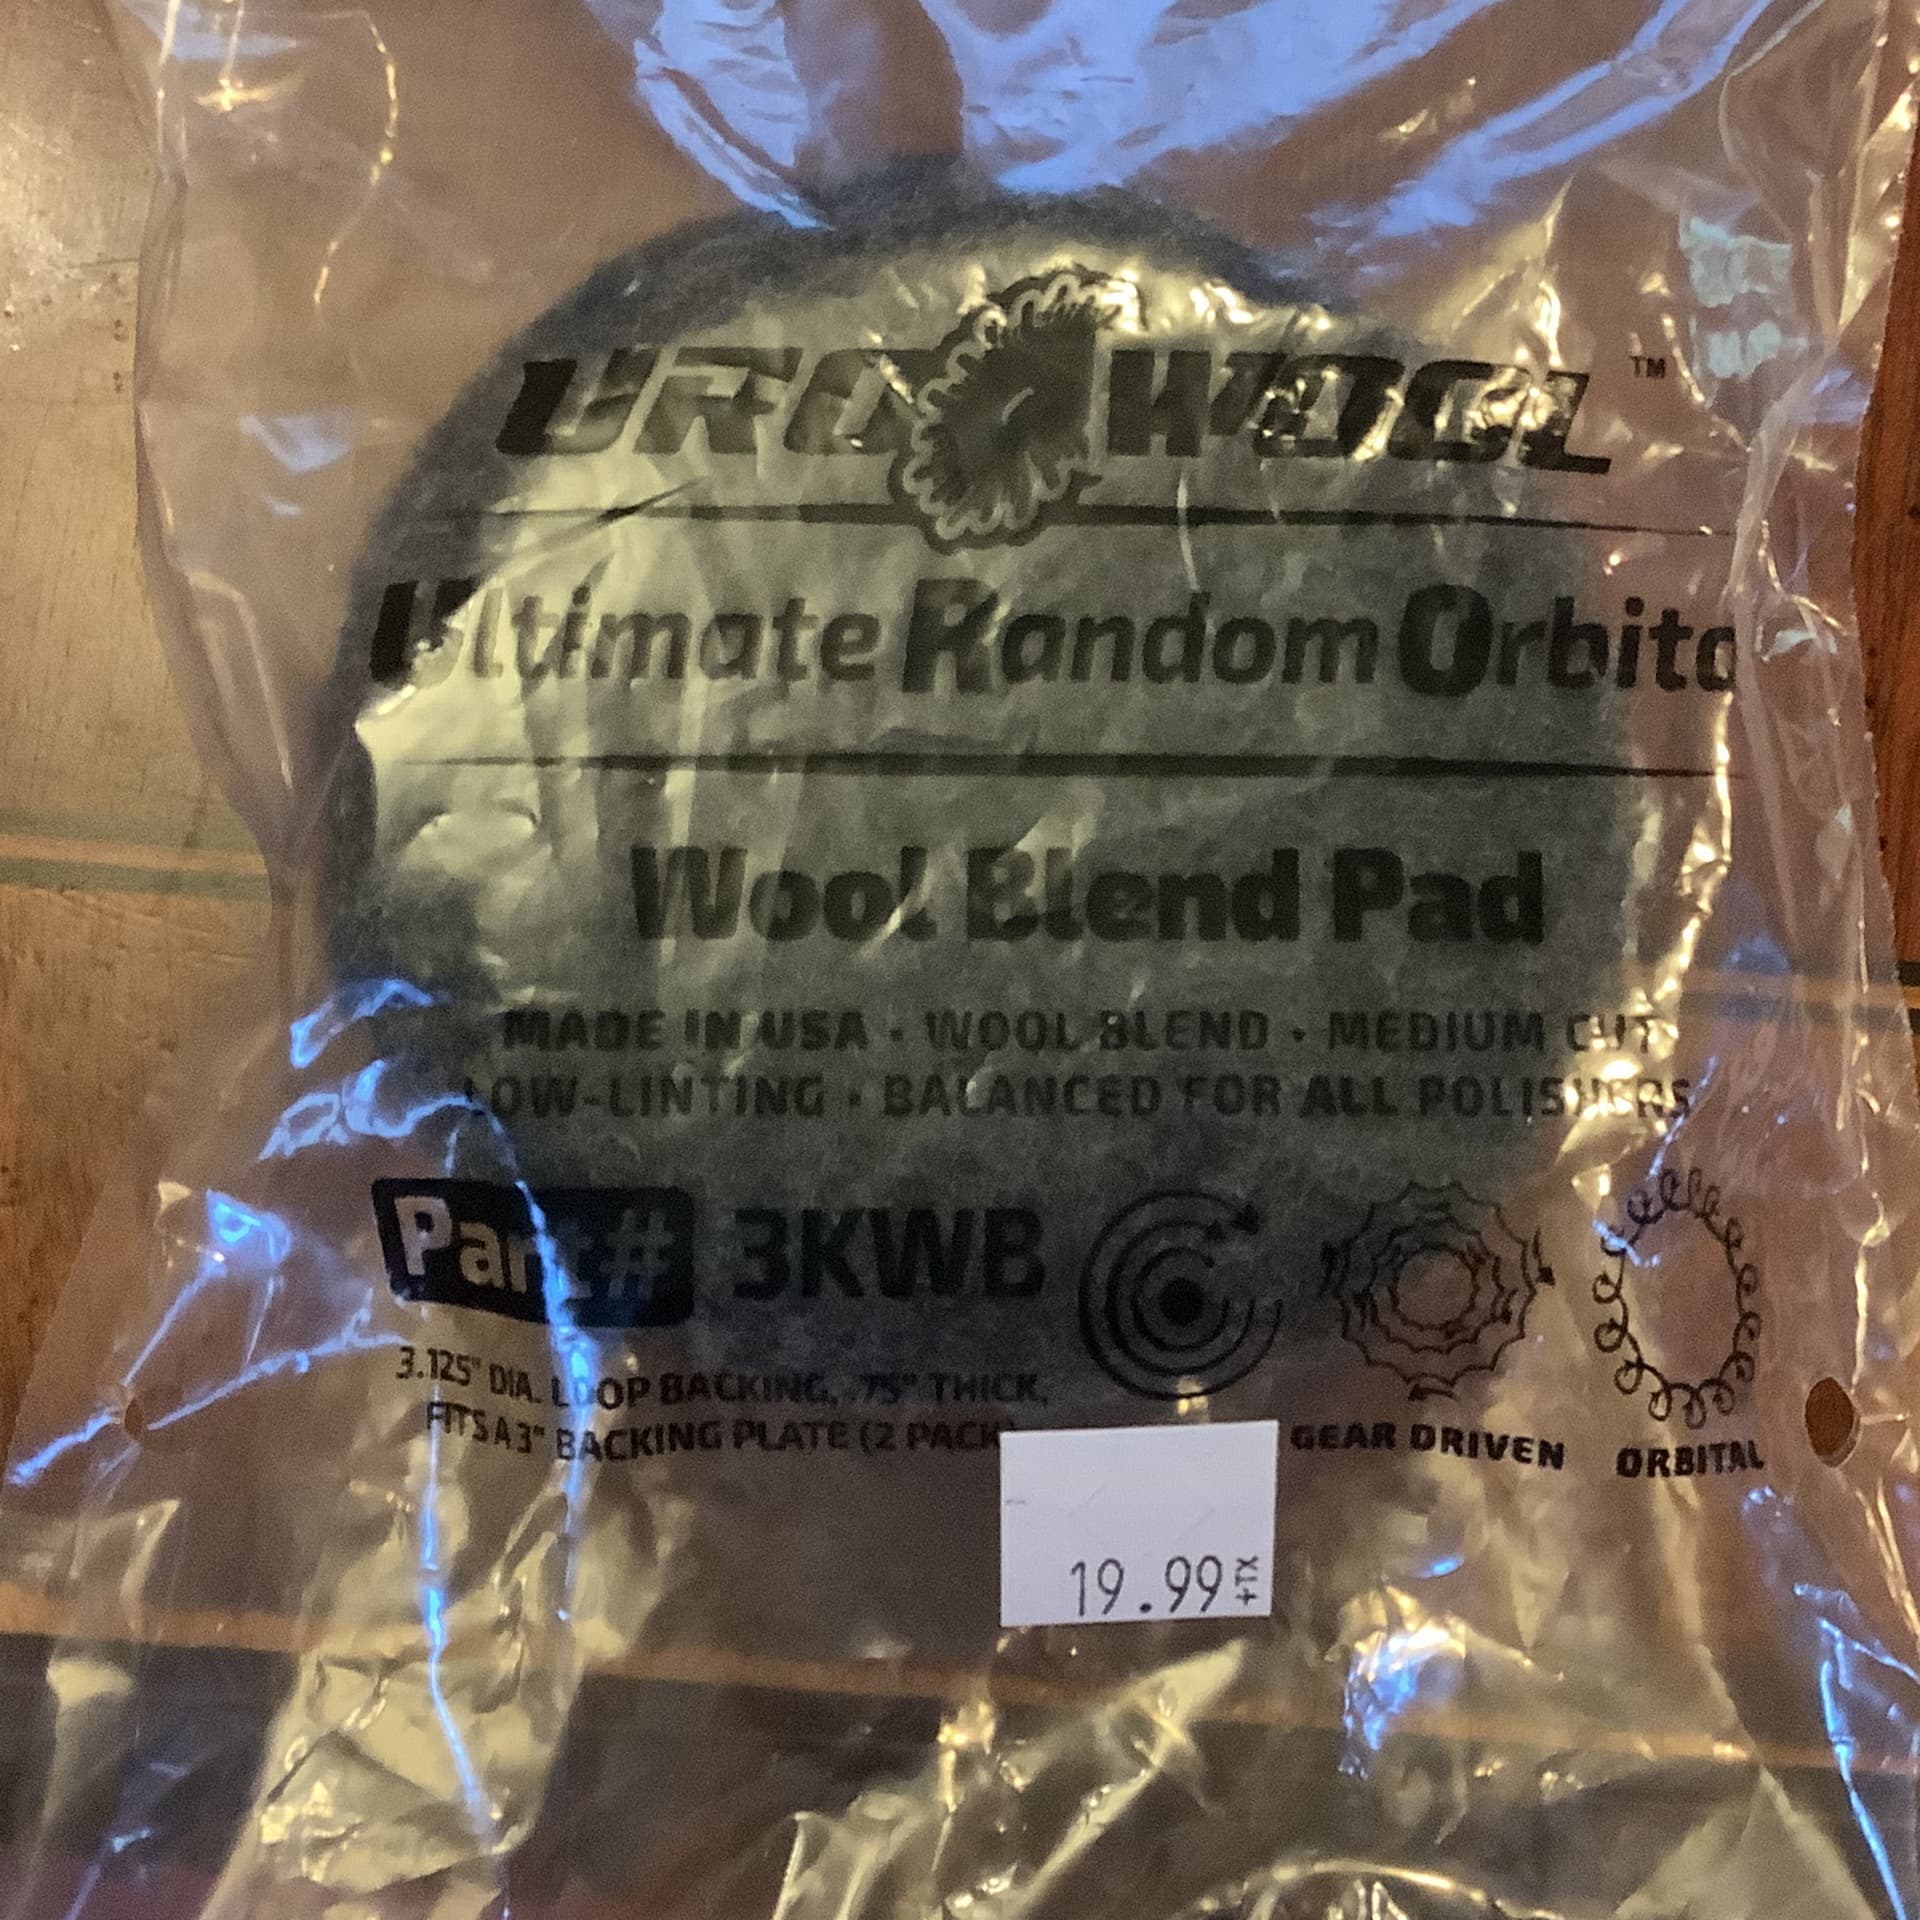 URO WOOL ™
Ultimate Random Orbita
Wool Blend Pad
MADE IN USA • WOOL BLEND • MEDIUM CUT
LOW-LINTING • BALANCED FOR ALL POLISHERS
Part# 3KWB
3.125" DIA. LOOP BACKING, .75" THICK,
FITS A 3" BACKING PLATE (2 PACK)
GEAR DRIVEN
ORBITAL
19.99 +TX